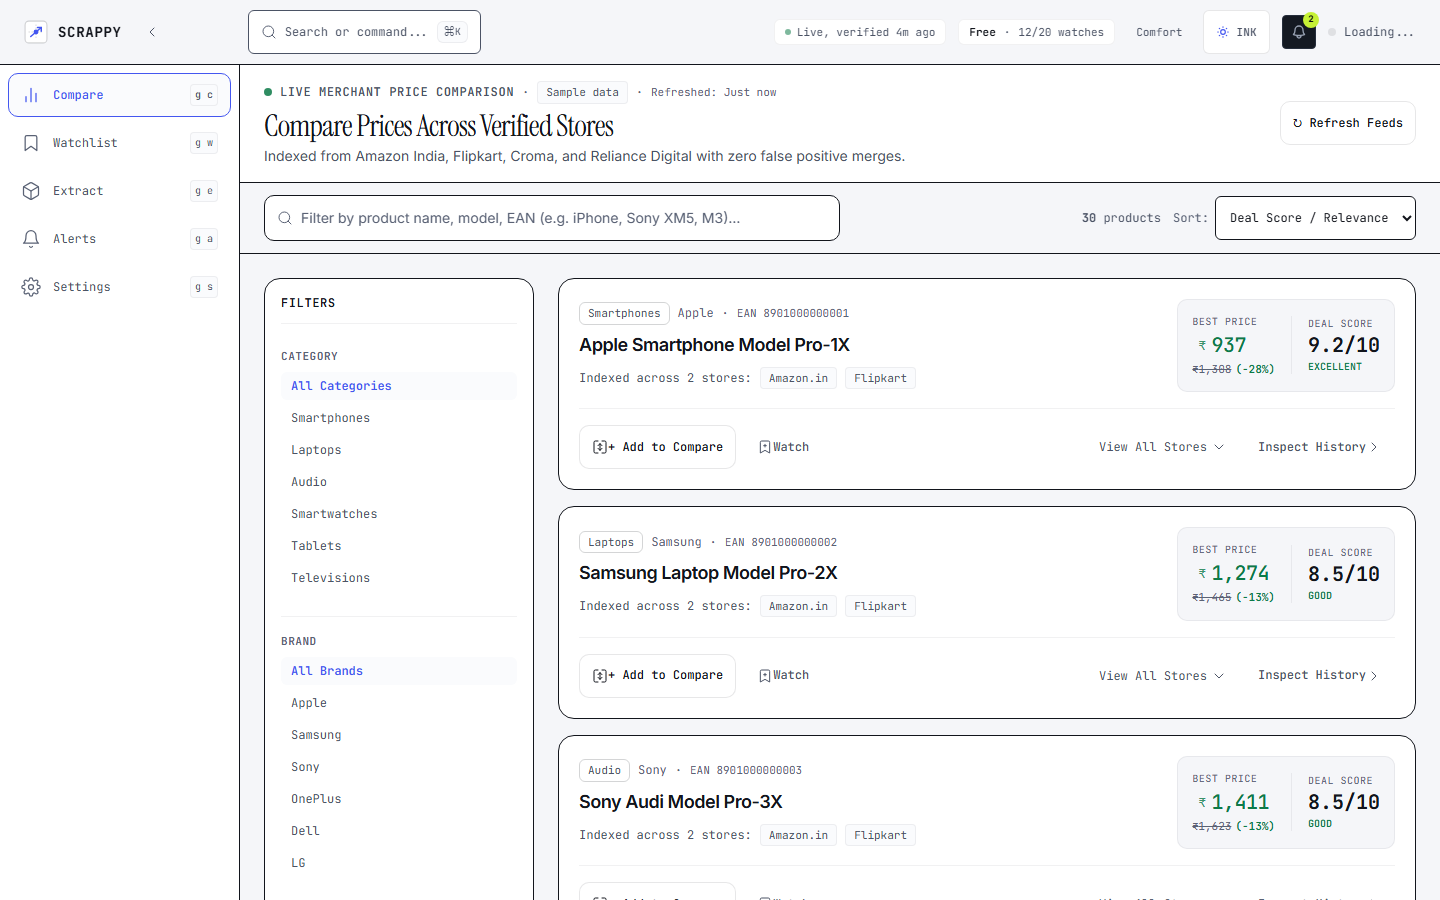 SCRAPPY
Search or command... ⌘K
Live, verified 4m ago
Free · 12/20 watches
Comfort
INK
2
Loading...
Compare g c
Watchlist g w
Extract g e
Alerts g a
Settings g s
LIVE MERCHANT PRICE COMPARISON · Sample data · Refreshed: Just now
Compare Prices Across Verified Stores
Indexed from Amazon India, Flipkart, Croma, and Reliance Digital with zero false positive merges.
↻ Refresh Feeds
Filter by product name, model, EAN (e.g. iPhone, Sony XM5, M3)...
30 products Sort: Deal Score / Relevance
FILTERS
CATEGORY
All Categories
Smartphones
Laptops
Audio
Smartwatches
Tablets
Televisions
BRAND
All Brands
Apple
Samsung
Sony
OnePlus
Dell
LG
Smartphones Apple · EAN 8901000000001
Apple Smartphone Model Pro-1X
Indexed across 2 stores: Amazon.in Flipkart
BEST PRICE
₹ 937
₹1,308 (-28%)
DEAL SCORE
9.2/10
EXCELLENT
+ Add to Compare
Watch
View All Stores
Inspect History
Laptops Samsung · EAN 8901000000002
Samsung Laptop Model Pro-2X
Indexed across 2 stores: Amazon.in Flipkart
BEST PRICE
₹ 1,274
₹1,465 (-13%)
DEAL SCORE
8.5/10
GOOD
+ Add to Compare
Watch
View All Stores
Inspect History
Audio Sony · EAN 8901000000003
Sony Audi Model Pro-3X
Indexed across 2 stores: Amazon.in Flipkart
BEST PRICE
₹ 1,411
₹1,623 (-13%)
DEAL SCORE
8.5/10
GOOD